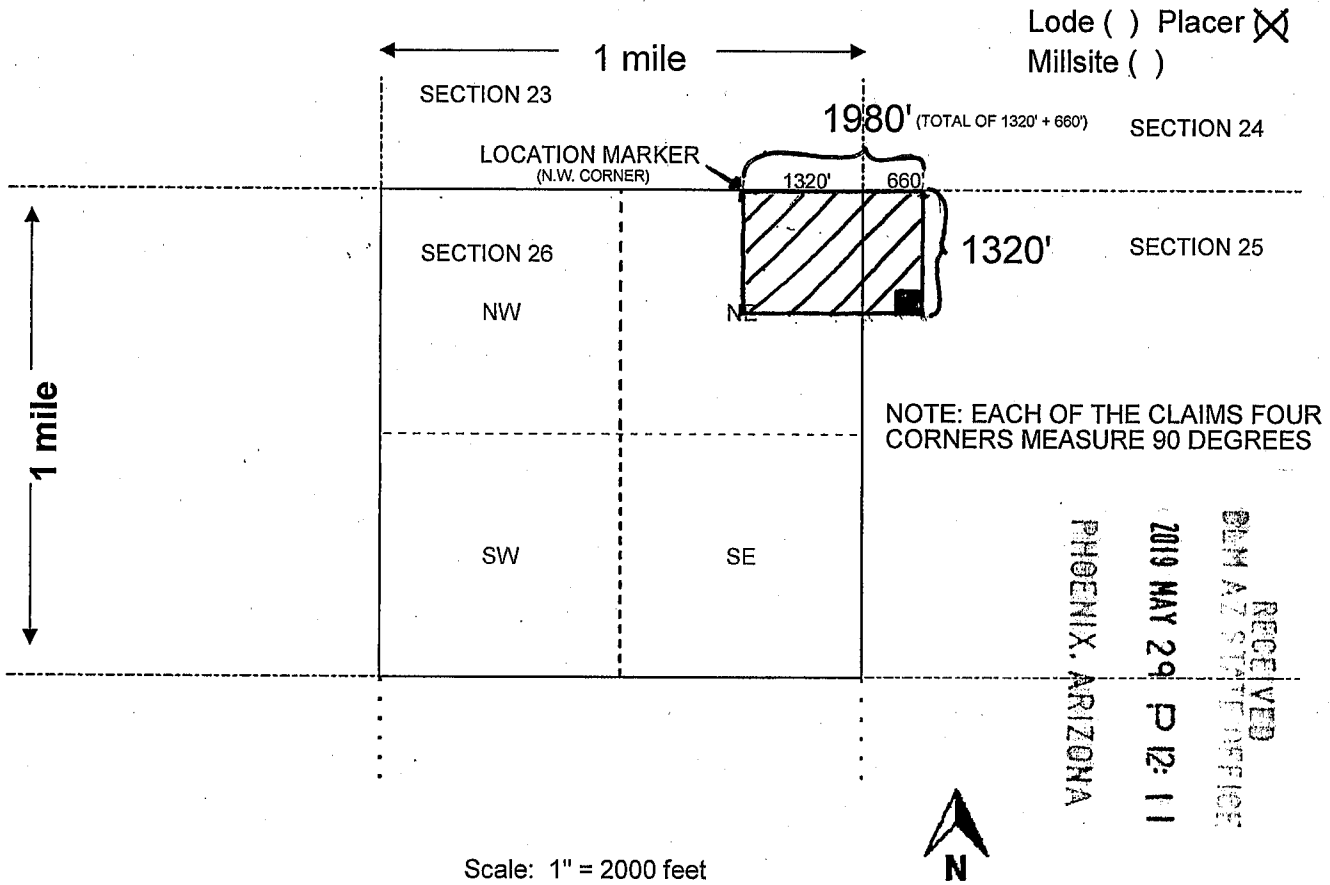 Lode ( ) Placer (X)
Millsite ( )
1 mile
SECTION 23
1980' (TOTAL OF 1320' + 660')
SECTION 24
LOCATION MARKER
(N.W. CORNER)
1320'
660'
SECTION 26
1320'
SECTION 25
NW
NE
1 mile
NOTE: EACH OF THE CLAIMS FOUR
CORNERS MEASURE 90 DEGREES
SW
SE
RECEIVED
BLM AZ STATE OFFICE
2019 MAY 29 P 12: 11
PHOENIX, ARIZONA
Scale: 1" = 2000 feet
N